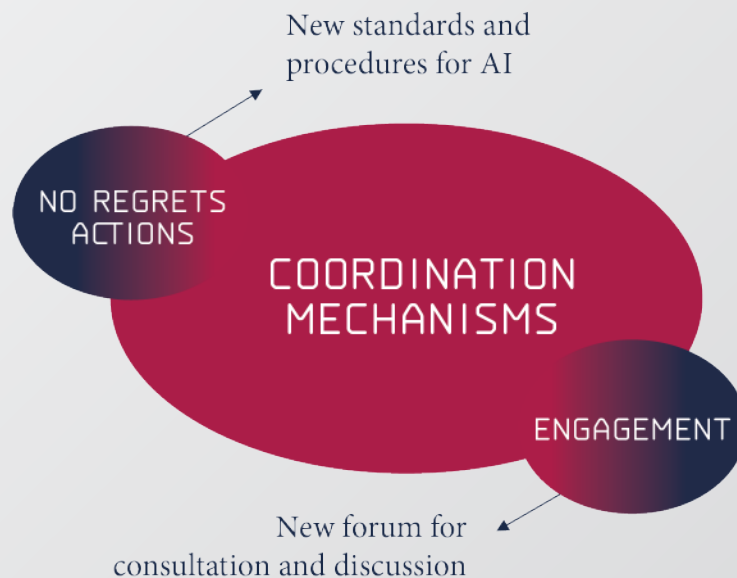 New standards and
procedures for AI
NO REGRETS
ACTIONS
COORDINATION
MECHANISMS
ENGAGEMENT
New forum for
consultation and discussion